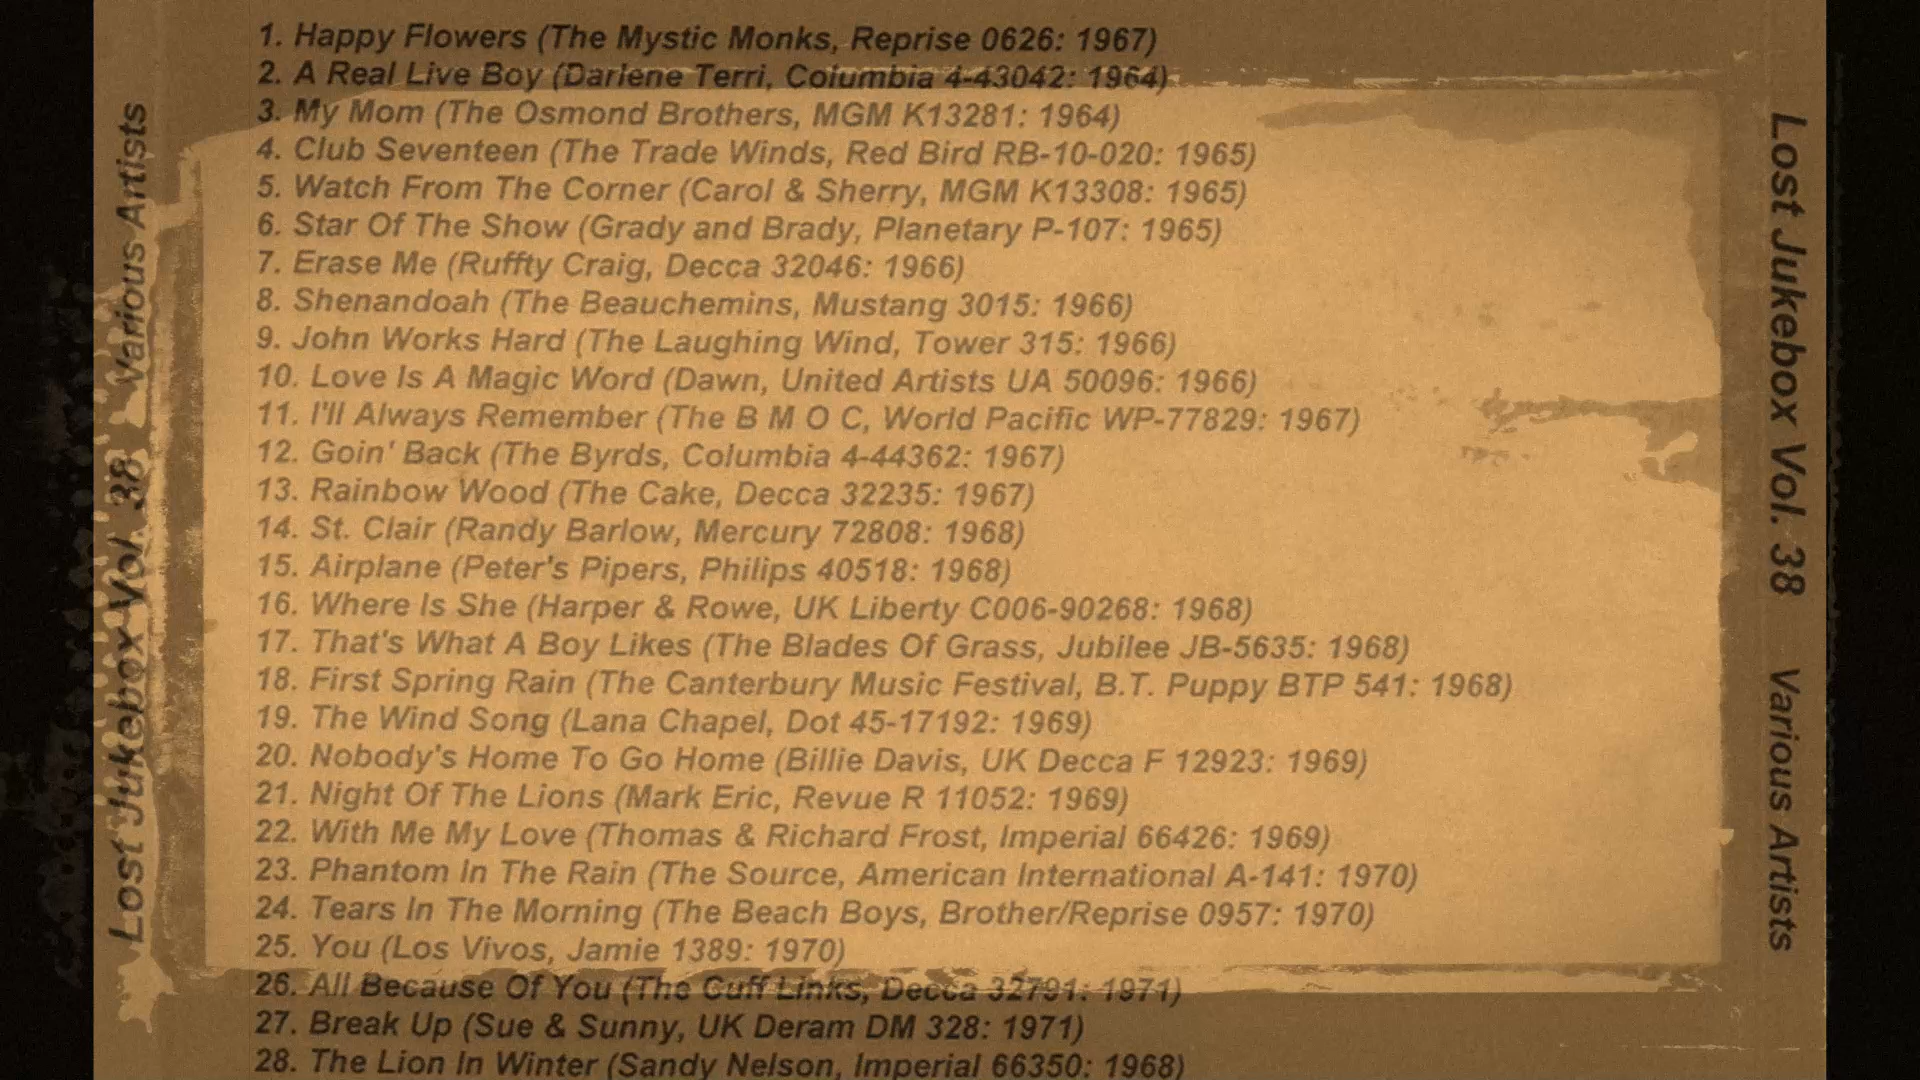 1. Happy Flowers (The Mystic Monks, Reprise 0626: 1967)
2. A Real Live Boy (Darlene Terri, Columbia 4-43042: 1964)
3. My Mom (The Osmond Brothers, MGM K13281: 1964)
4. Club Seventeen (The Trade Winds, Red Bird RB-10-020: 1965)
5. Watch From The Corner (Carol & Sherry, MGM K13308: 1965)
6. Star Of The Show (Grady and Brady, Planetary P-107: 1965)
7. Erase Me (Ruffty Craig, Decca 32046: 1966)
8. Shenandoah (The Beauchemins, Mustang 3015: 1966)
9. John Works Hard (The Laughing Wind, Tower 315: 1966)
10. Love Is A Magic Word (Dawn, United Artists UA 50096: 1966)
11. I'll Always Remember (The B M O C, World Pacific WP-77829: 1967)
12. Goin' Back (The Byrds, Columbia 4-44362: 1967)
13. Rainbow Wood (The Cake, Decca 32235: 1967)
14. St. Clair (Randy Barlow, Mercury 72808: 1968)
15. Airplane (Peter's Pipers, Philips 40518: 1968)
16. Where Is She (Harper & Rowe, UK Liberty C006-90268: 1968)
17. That's What A Boy Likes (The Blades Of Grass, Jubilee JB-5635: 1968)
18. First Spring Rain (The Canterbury Music Festival, B.T. Puppy BTP 541: 1968)
19. The Wind Song (Lana Chapel, Dot 45-17192: 1969)
20. Nobody's Home To Go Home (Billie Davis, UK Decca F 12923: 1969)
21. Night Of The Lions (Mark Eric, Revue R 11052: 1969)
22. With Me My Love (Thomas & Richard Frost, Imperial 66426: 1969)
23. Phantom In The Rain (The Source, American International A-141: 1970)
24. Tears In The Morning (The Beach Boys, Brother/Reprise 0957: 1970)
25. You (Los Vivos, Jamie 1389: 1970)
26. All Because Of You (The Cuff Links, Decca 32791: 1971)
27. Break Up (Sue & Sunny, UK Deram DM 328: 1971)
28. The Lion In Winter (Sandy Nelson, Imperial 66350: 1968)
Lost Jukebox Vol. 38 Various Artists
Lost Jukebox Vol. 38 Various Artists